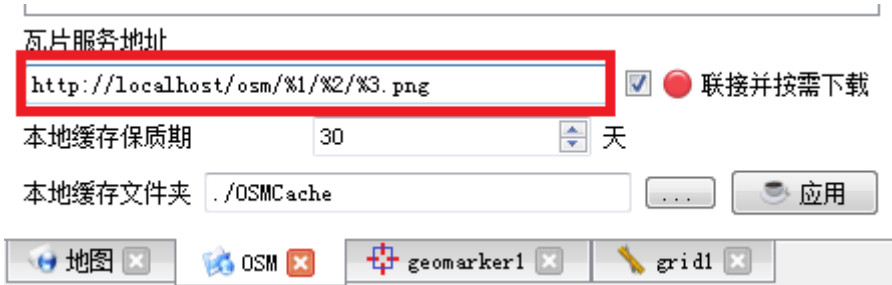 瓦片服务地址
http://localhost/osm/%1/%2/%3.png 联接并按需下载
本地缓存保质期 30 天
本地缓存文件夹 ./OSMCache ... 应用
地图 OSM geomarker1 grid1